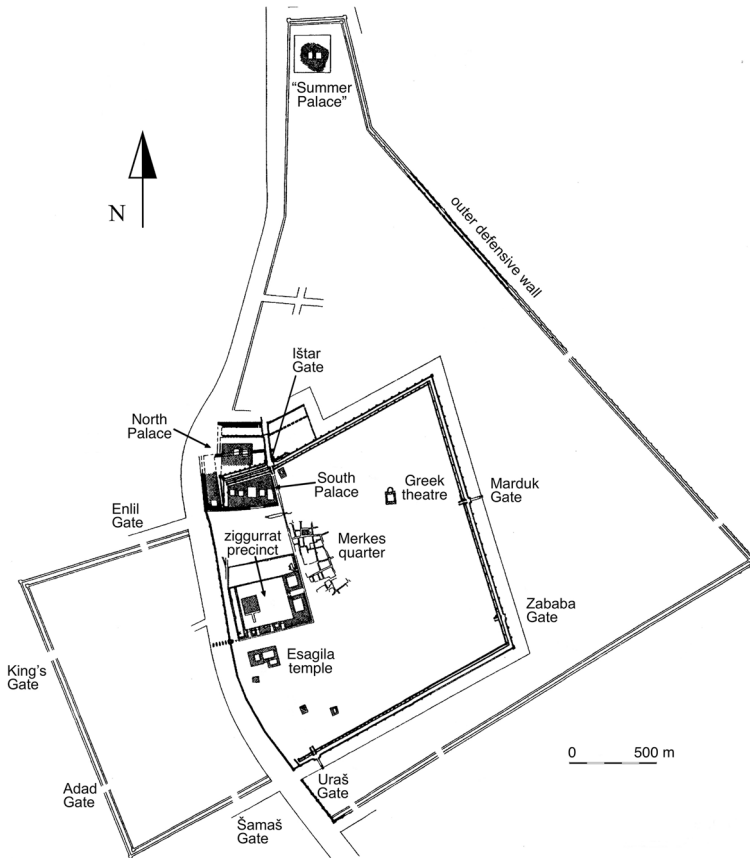 "Summer
Palace"
N
outer defensive wall
Ištar
Gate
North
Palace
South
Palace
Greek
theatre
Marduk
Gate
Enlil
Gate
ziggurrat
precinct
Merkes
quarter
Zababa
Gate
Esagila
temple
King's
Gate
0 500 m
Adad
Gate
Uraš
Gate
Šamaš
Gate